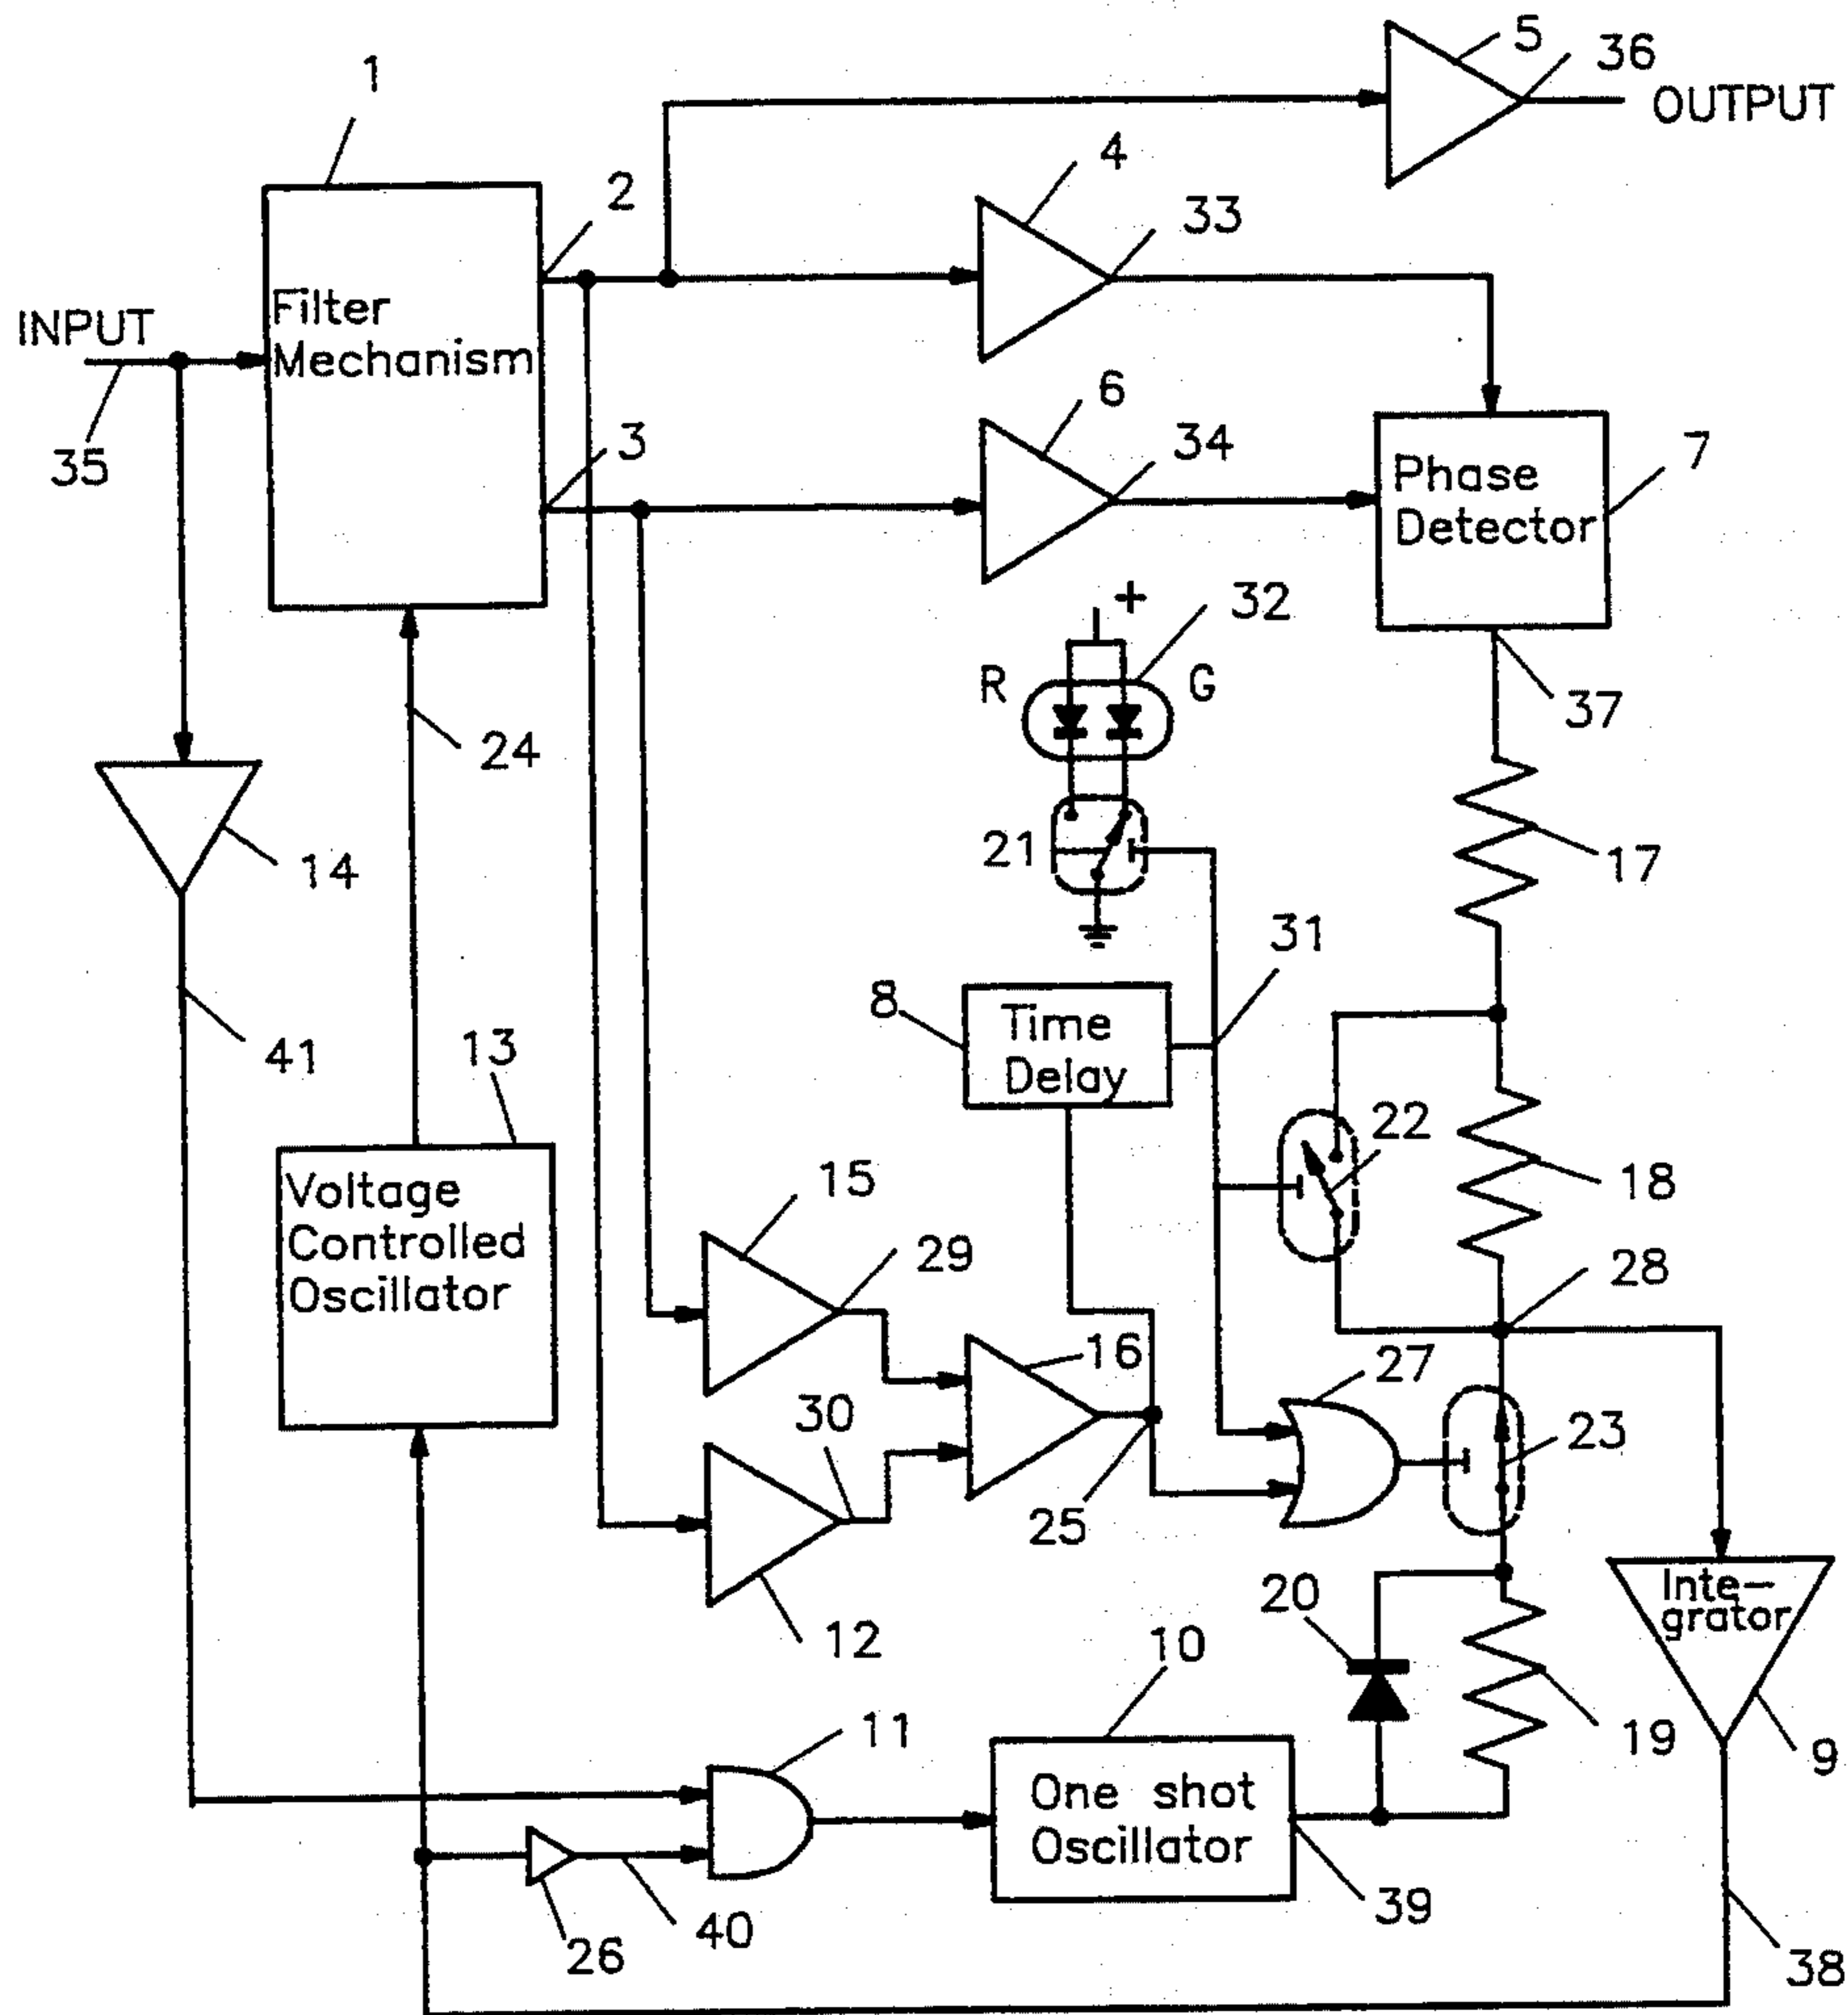 5
36
OUTPUT
1
4
2
33
Filter
Mechanism
INPUT
6
3
34
35
Phase
Detector
7
+
32
R
G
37
24
21
14
17
31
8
Time
Delay
41
13
22
15
18
Voltage
Controlled
Oscillator
29
28
16
27
30
23
25
20
Inte-
grator
12
10
11
19
9
One shot
Oscillator
39
40
26
38